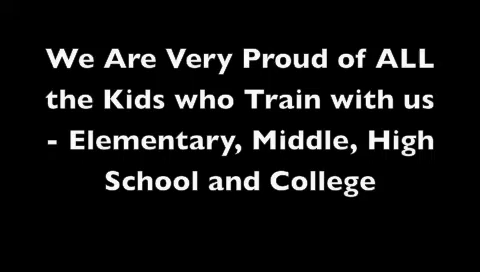 We Are Very Proud of ALL
the Kids who Train with us
- Elementary, Middle, High
School and College